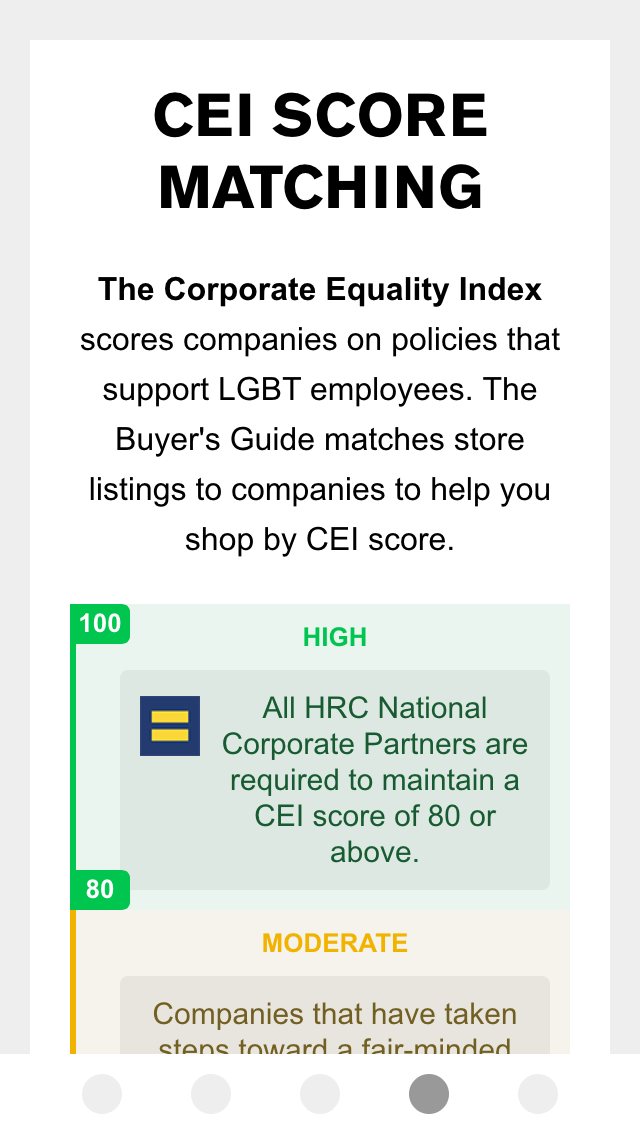 CEI SCORE
MATCHING
The Corporate Equality Index
scores companies on policies that
support LGBT employees. The
Buyer's Guide matches store
listings to companies to help you
shop by CEI score.
100
HIGH
All HRC National
Corporate Partners are
required to maintain a
CEI score of 80 or
above.
80
MODERATE
Companies that have taken
steps toward a fair-minded